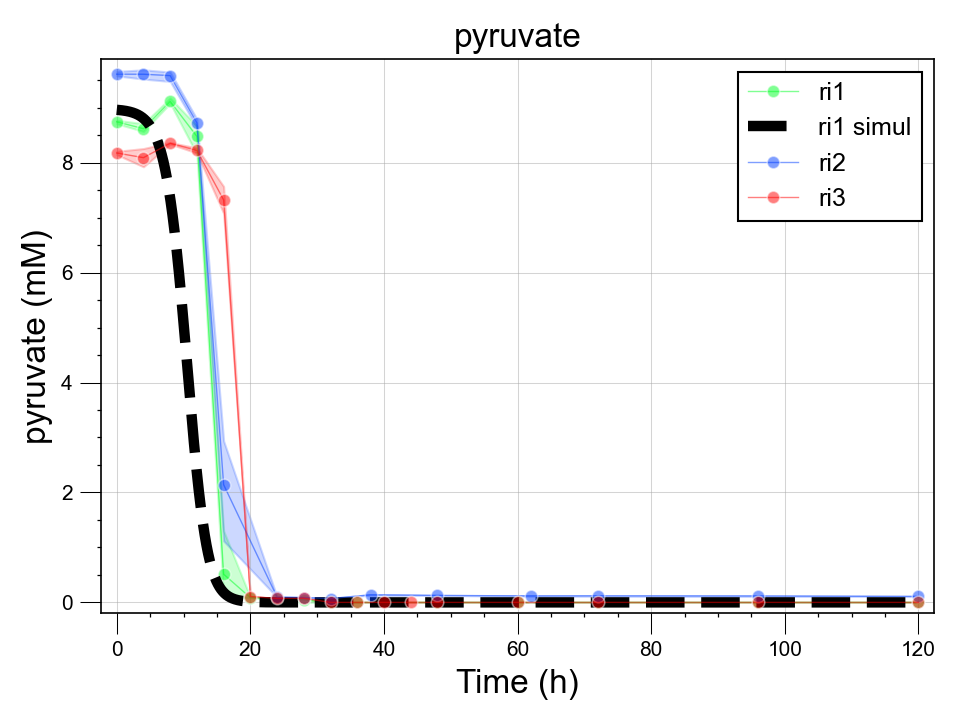 pyruvate
ri1
ri1 simul
ri2
ri3
pyruvate (mM)
8
6
4
2
0
0 20 40 60 80 100 120
Time (h)